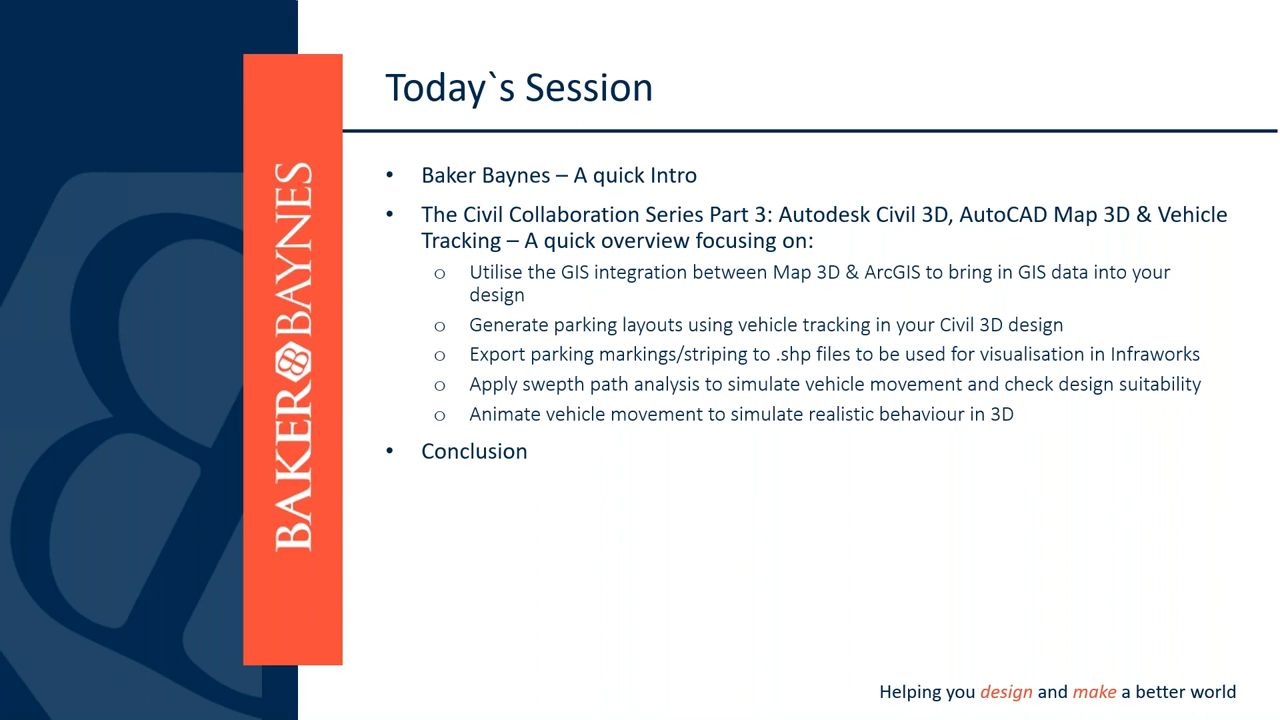 Today`s Session
BAKER BAYNES
• Baker Baynes – A quick Intro
• The Civil Collaboration Series Part 3: Autodesk Civil 3D, AutoCAD Map 3D & Vehicle
Tracking – A quick overview focusing on:
o Utilise the GIS integration between Map 3D & ArcGIS to bring in GIS data into your
design
o Generate parking layouts using vehicle tracking in your Civil 3D design
o Export parking markings/striping to .shp files to be used for visualisation in Infraworks
o Apply swepth path analysis to simulate vehicle movement and check design suitability
o Animate vehicle movement to simulate realistic behaviour in 3D
• Conclusion
Helping you design and make a better world